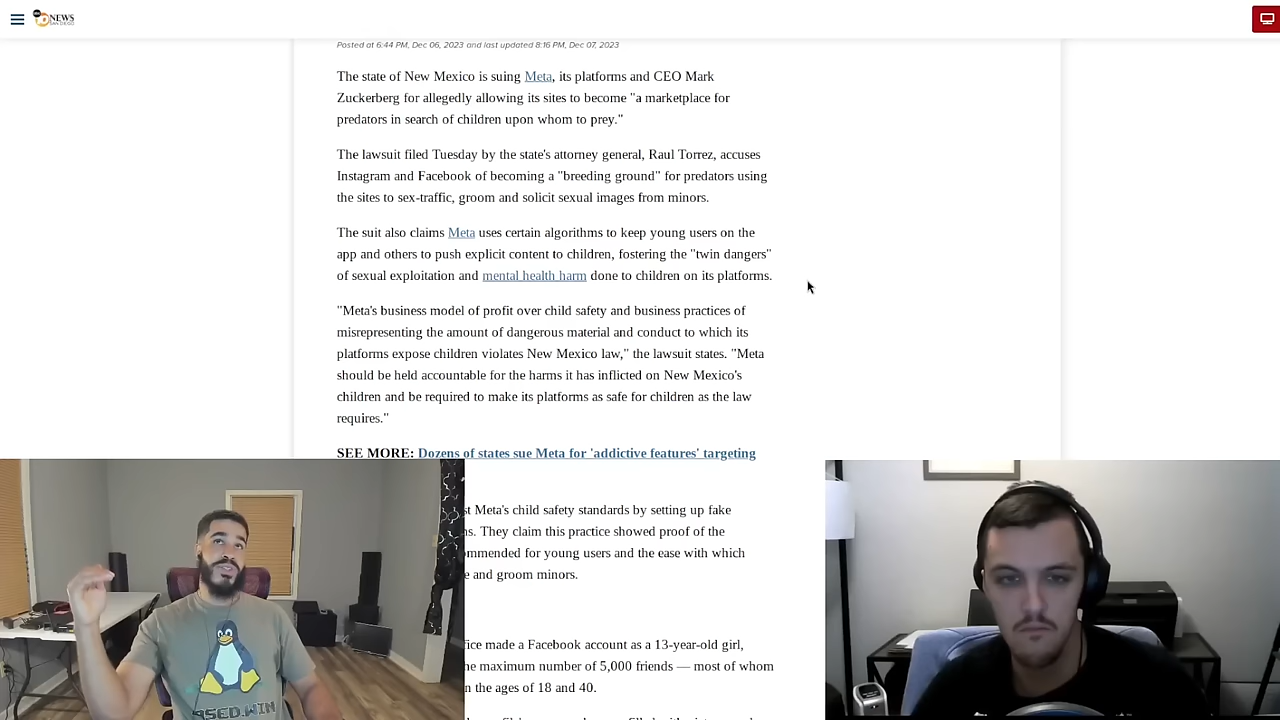 NEWS
SAN DIEGO
Posted at 6:44 PM, Dec 06, 2023 and last updated 8:16 PM, Dec 07, 2023
The state of New Mexico is suing Meta, its platforms and CEO Mark
Zuckerberg for allegedly allowing its sites to become "a marketplace for
predators in search of children upon whom to prey."
The lawsuit filed Tuesday by the state's attorney general, Raul Torrez, accuses
Instagram and Facebook of becoming a "breeding ground" for predators using
the sites to sex-traffic, groom and solicit sexual images from minors.
The suit also claims Meta uses certain algorithms to keep young users on the
app and others to push explicit content to children, fostering the "twin dangers"
of sexual exploitation and mental health harm done to children on its platforms.
"Meta's business model of profit over child safety and business practices of
misrepresenting the amount of dangerous material and conduct to which its
platforms expose children violates New Mexico law," the lawsuit states. "Meta
should be held accountable for the harms it has inflicted on New Mexico's
children and be required to make its platforms as safe for children as the law
requires."
SEE MORE: Dozens of states sue Meta for 'addictive features' targeting
Meta's child safety standards by setting up fake
They claim this practice showed proof of the
for young users and the ease with which
and groom minors.
made a Facebook account as a 13-year-old girl,
maximum number of 5,000 friends — most of whom
the ages of 18 and 40.